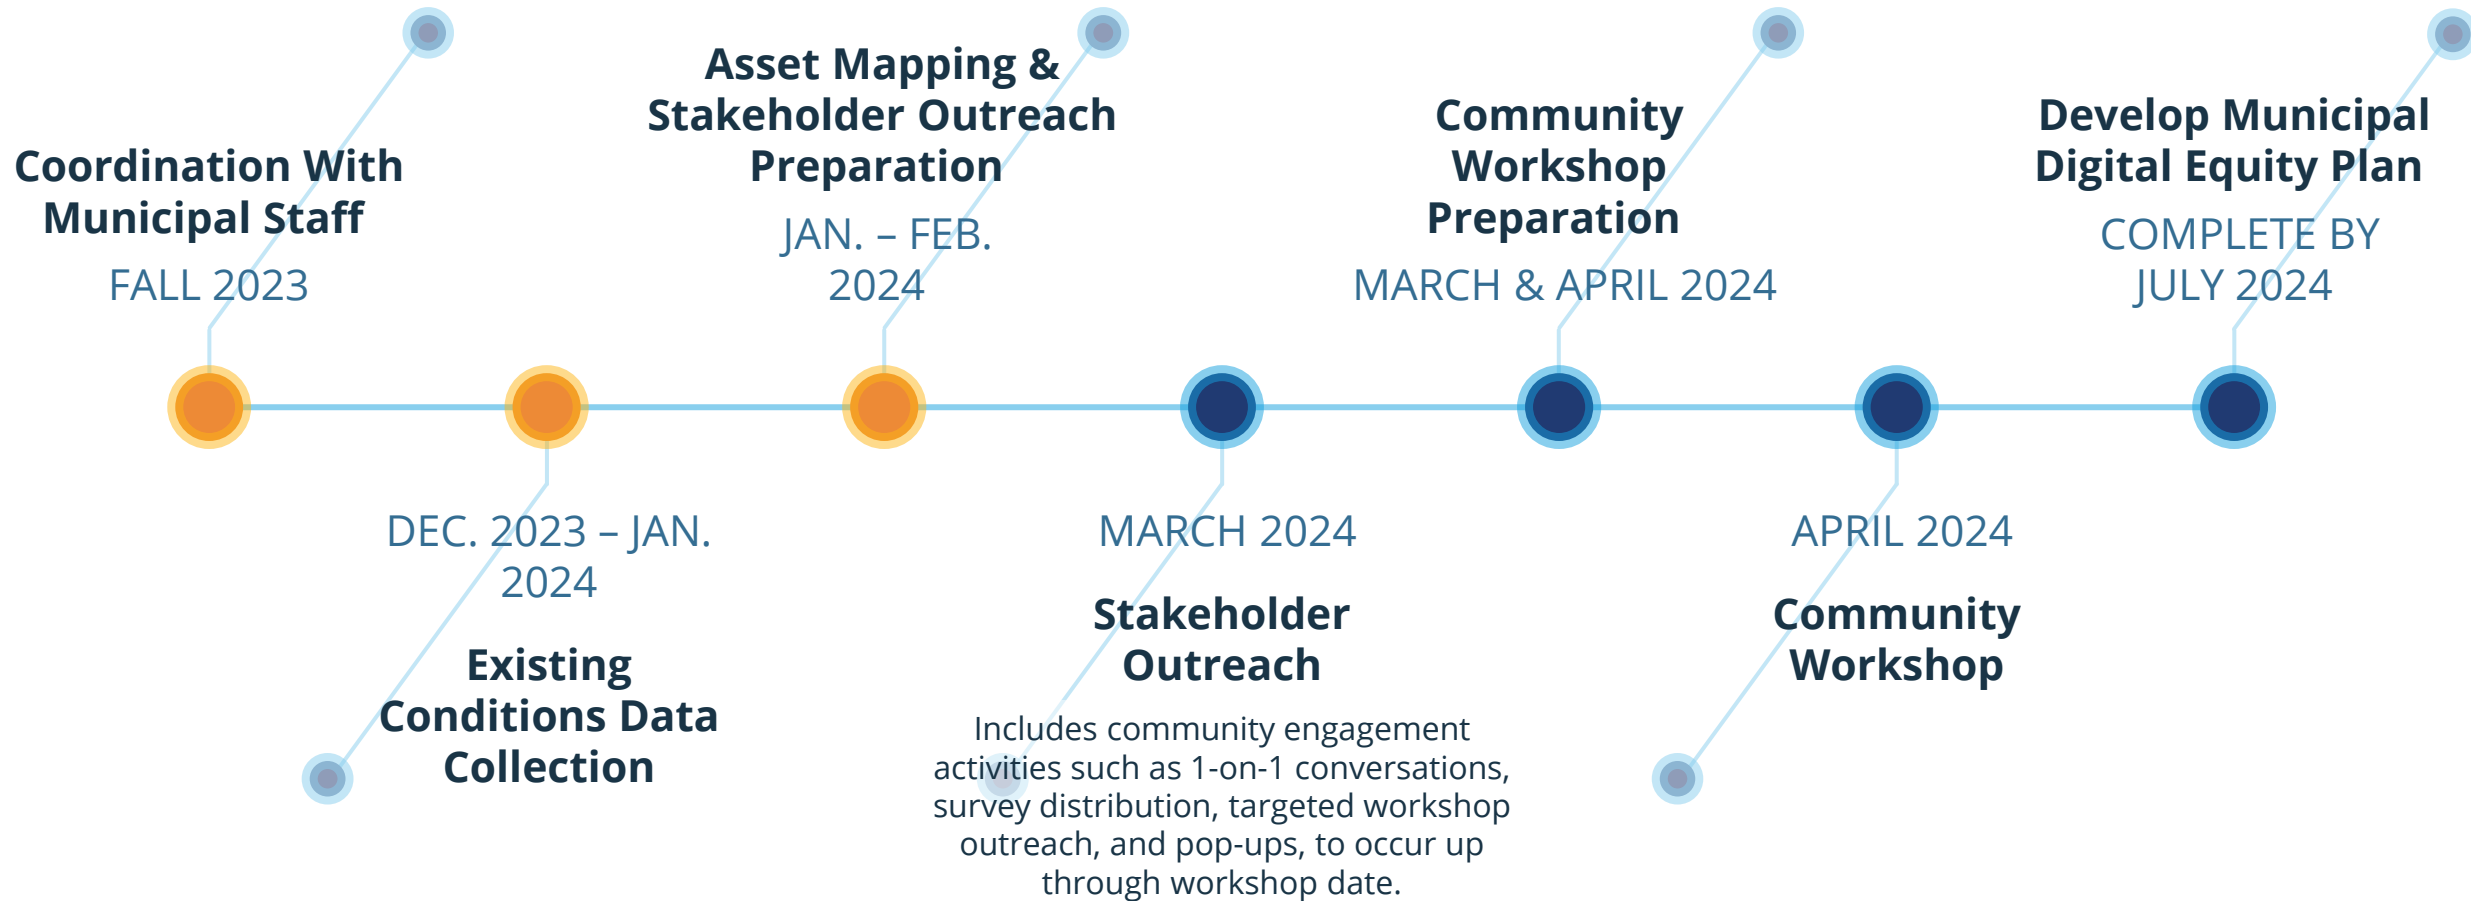 Coordination With
Municipal Staff
FALL 2023
DEC. 2023 – JAN.
2024
Existing
Conditions Data
Collection
Asset Mapping &
Stakeholder Outreach
Preparation
JAN. – FEB.
2024
MARCH 2024
Stakeholder
Outreach
Includes community engagement
activities such as 1-on-1 conversations,
survey distribution, targeted workshop
outreach, and pop-ups, to occur up
through workshop date.
Community
Workshop
Preparation
MARCH & APRIL 2024
APRIL 2024
Community
Workshop
Develop Municipal
Digital Equity Plan
COMPLETE BY
JULY 2024